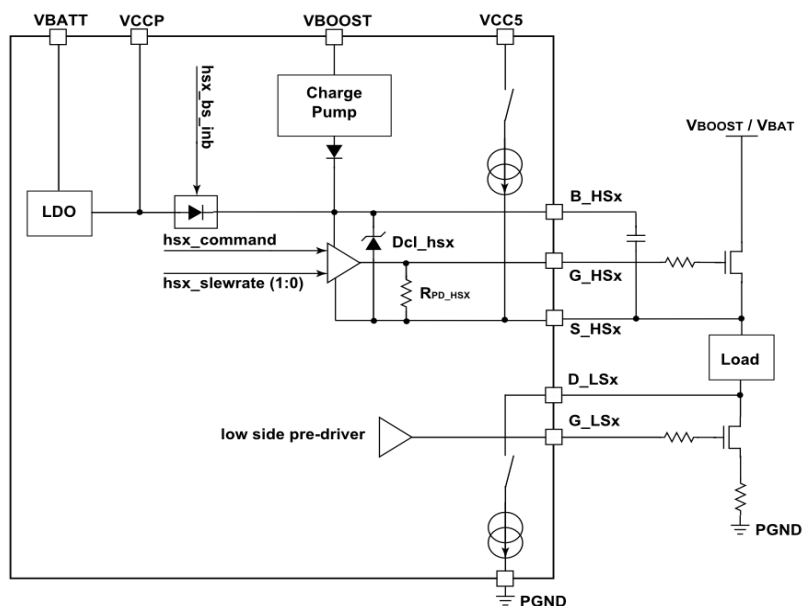 VBATT
VCCP
VBOOST
VCC5
hsx_bs_inb
Charge
Pump
VBOOST / VBAT
LDO
B_HSx
hsx_command
Dcl_hsx
G_HSx
hsx_slewrate (1:0)
RPD_HSX
S_HSx
Load
D_LSx
G_LSx
low side pre-driver
PGND
PGND